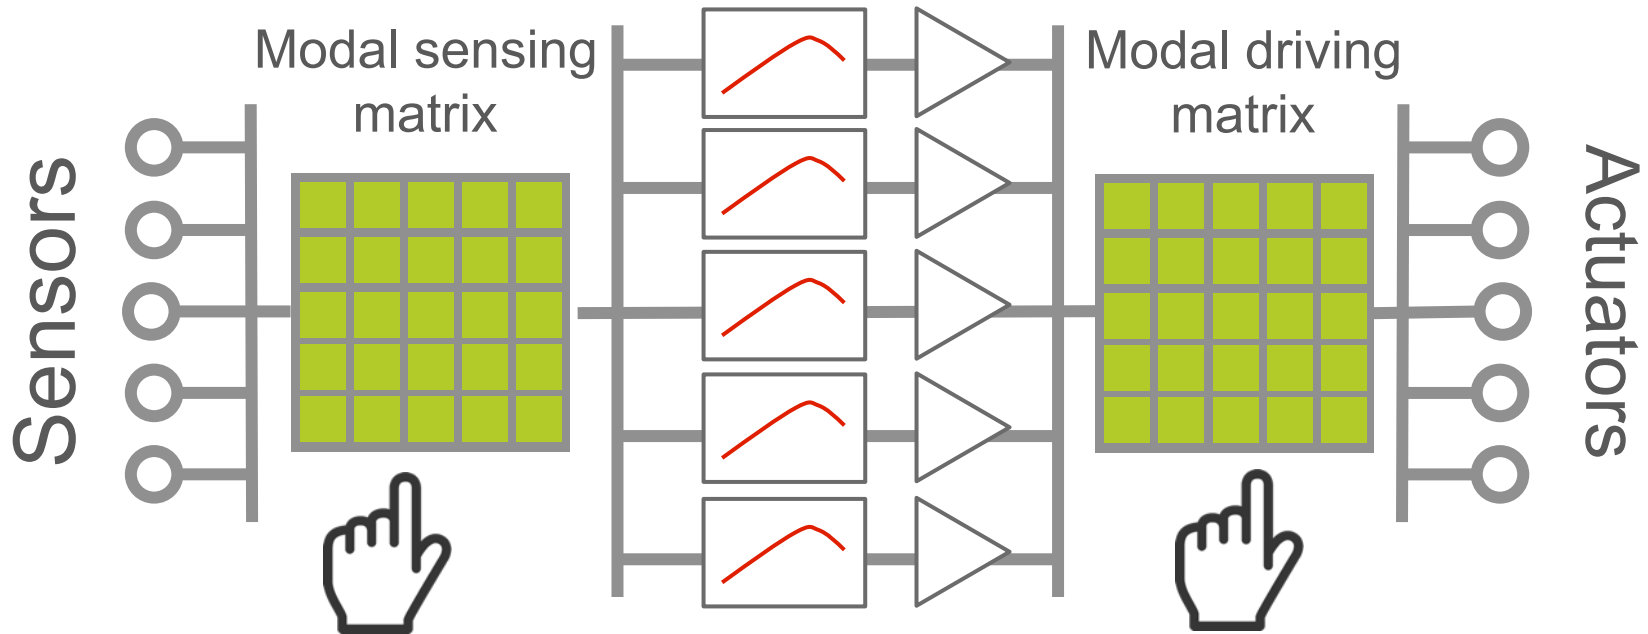 Sensors
Modal sensing
matrix
Modal driving
matrix
Actuators